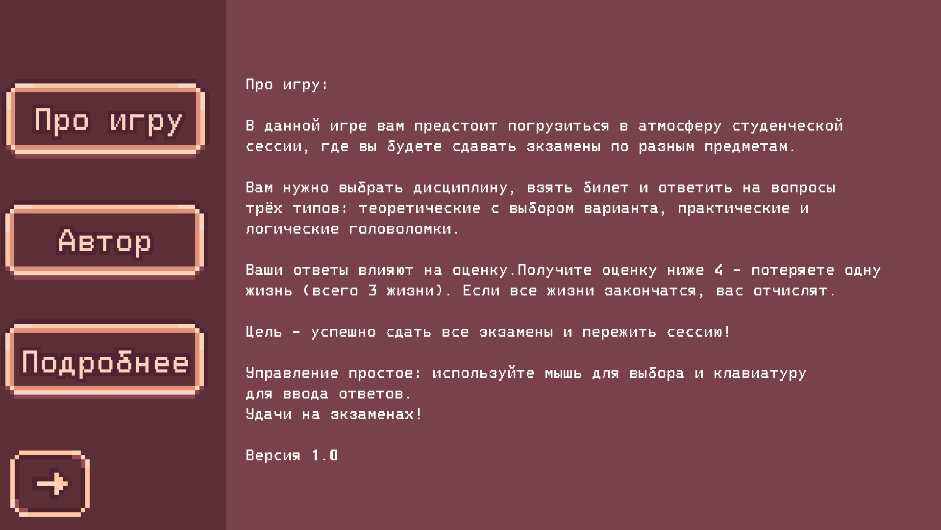 Про игру
Автор
Подробнее
Про игру:
В данной игре вам предстоит погрузиться в атмосферу студенческой
сессии, где вы будете сдавать экзамены по разным предметам.
Вам нужно выбрать дисциплину, взять билет и ответить на вопросы
трёх типов: теоретические с выбором варианта, практические и
логические головоломки.
Ваши ответы влияют на оценку.Получите оценку ниже 4 - потеряете одну
жизнь (всего 3 жизни). Если все жизни закончатся, вас отчислят.
Цель - успешно сдать все экзамены и пережить сессию!
Управление простое: используйте мышь для выбора и клавиатуру
для ввода ответов.
Удачи на экзаменах!
Версия 1.0